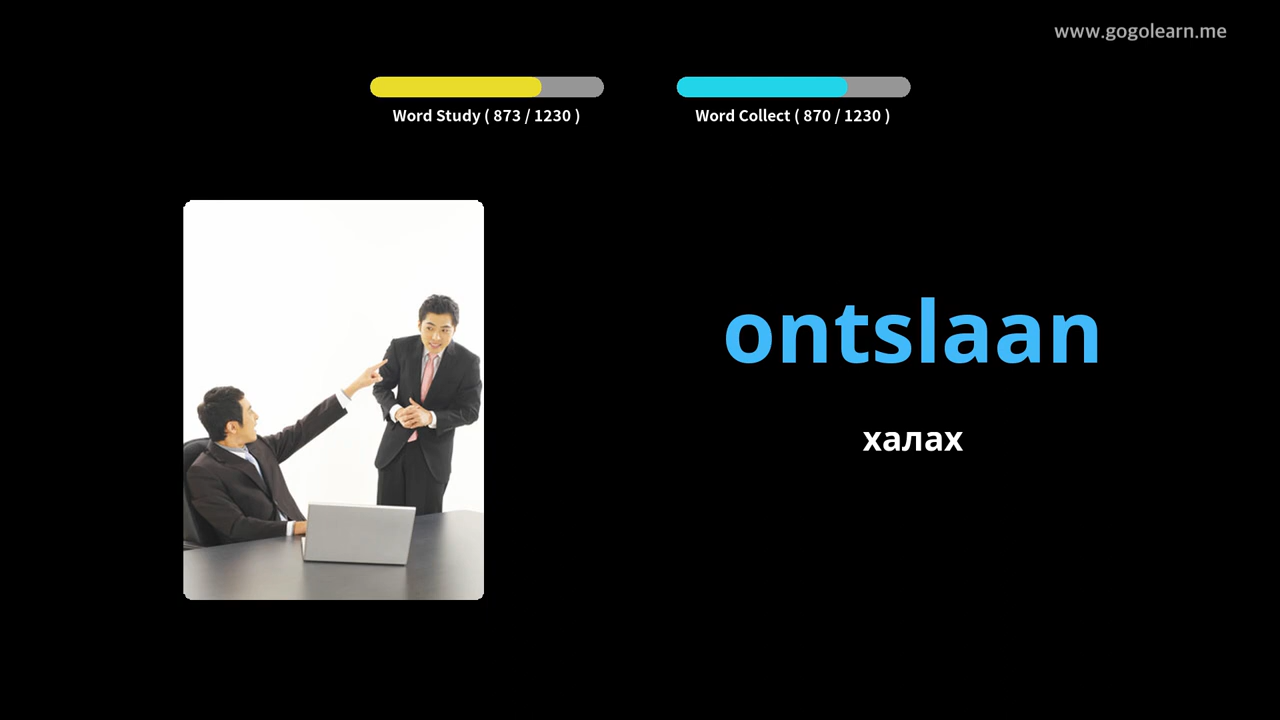 www.gogolearn.me
Word Study ( 873 / 1230 )
Word Collect ( 870 / 1230 )
ontslaan
халах